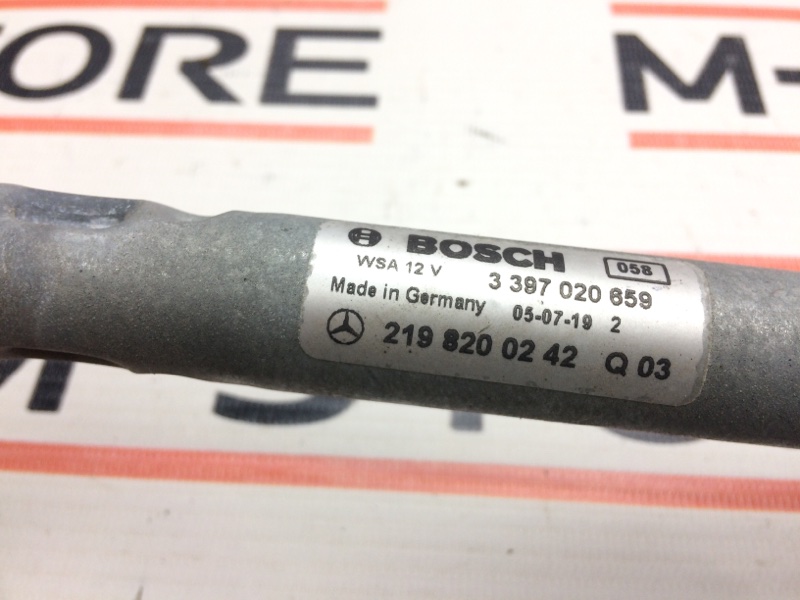 TORE M-
BOSCH 058
WSA 12 V 3 397 020 659
Made in Germany 05-07-19 2
219 820 02 42 Q 03